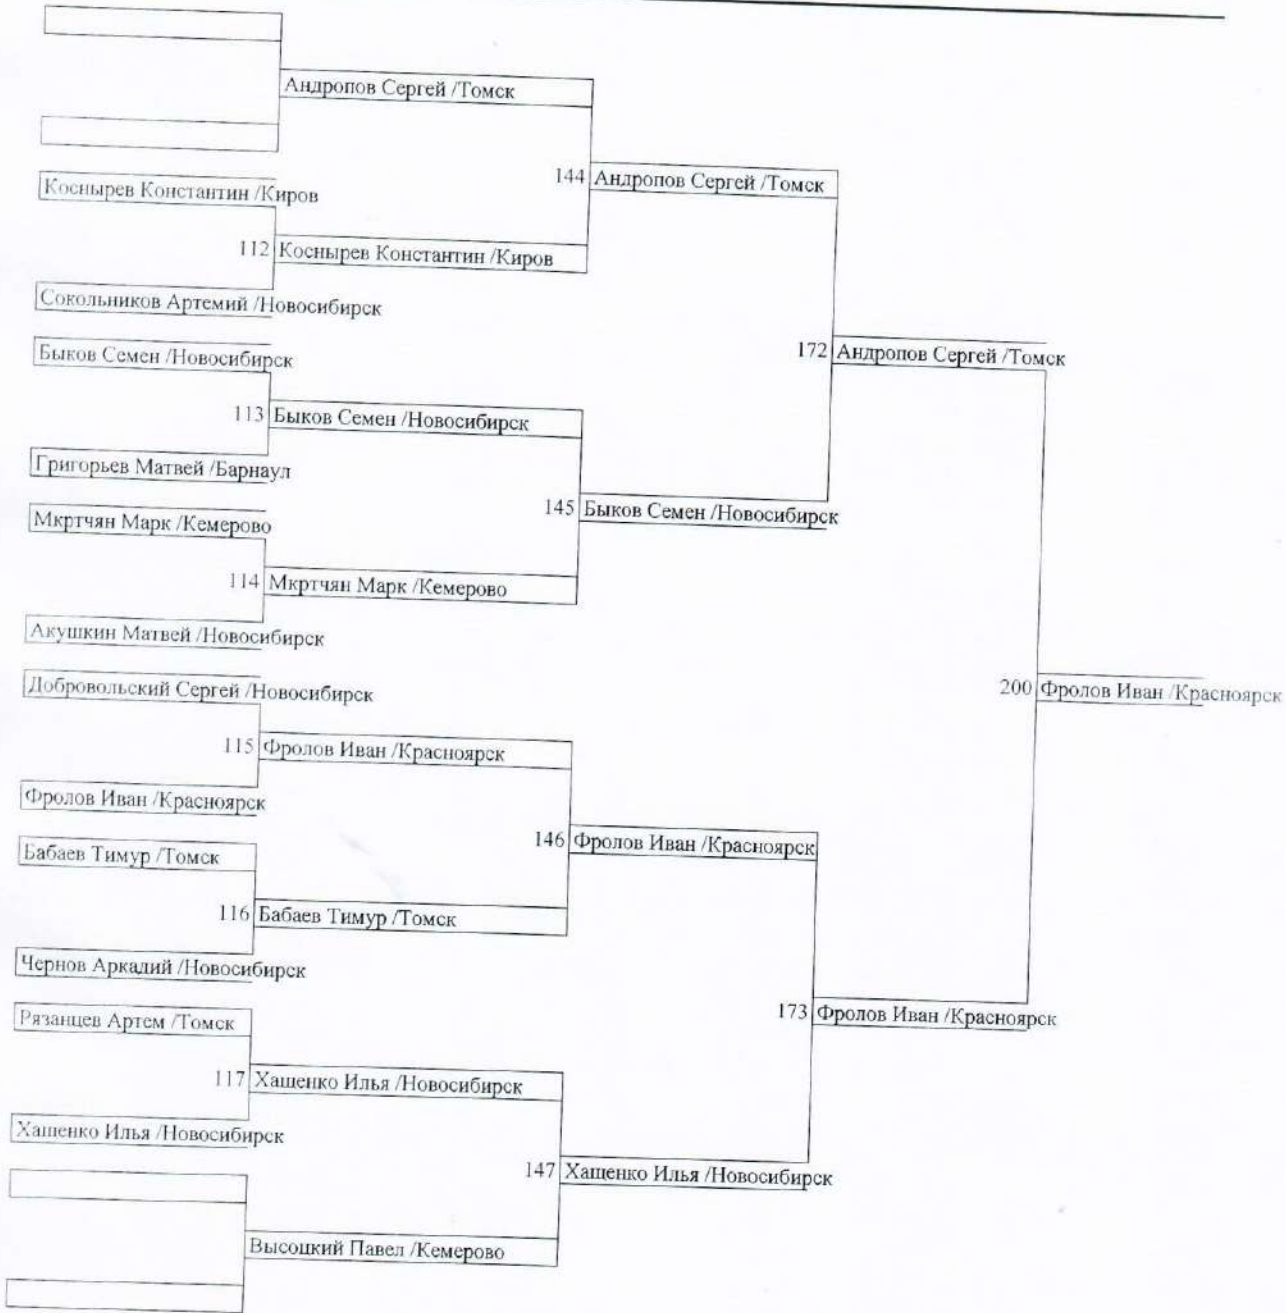 Андропов Сергей /Томск
144 Андропов Сергей /Томск
Коснырев Константин /Киров
112 Коснырев Константин /Киров
Сокольников Артемий /Новосибирск
172 Андропов Сергей /Томск
Быков Семен /Новосибирск
113 Быков Семен /Новосибирск
Григорьев Матвей /Барнаул
145 Быков Семен /Новосибирск
Мкртчян Марк /Кемерово
114 Мкртчян Марк /Кемерово
Акушкин Матвей /Новосибирск
200 Фролов Иван /Красноярск
Добровольский Сергей /Новосибирск
115 Фролов Иван /Красноярск
Фролов Иван /Красноярск
146 Фролов Иван /Красноярск
Бабаев Тимур /Томск
116 Бабаев Тимур /Томск
Чернов Аркадий /Новосибирск
173 Фролов Иван /Красноярск
Рязанцев Артем /Томск
117 Хащенко Илья /Новосибирск
Хащенко Илья /Новосибирск
147 Хащенко Илья /Новосибирск
Высоцкий Павел /Кемерово